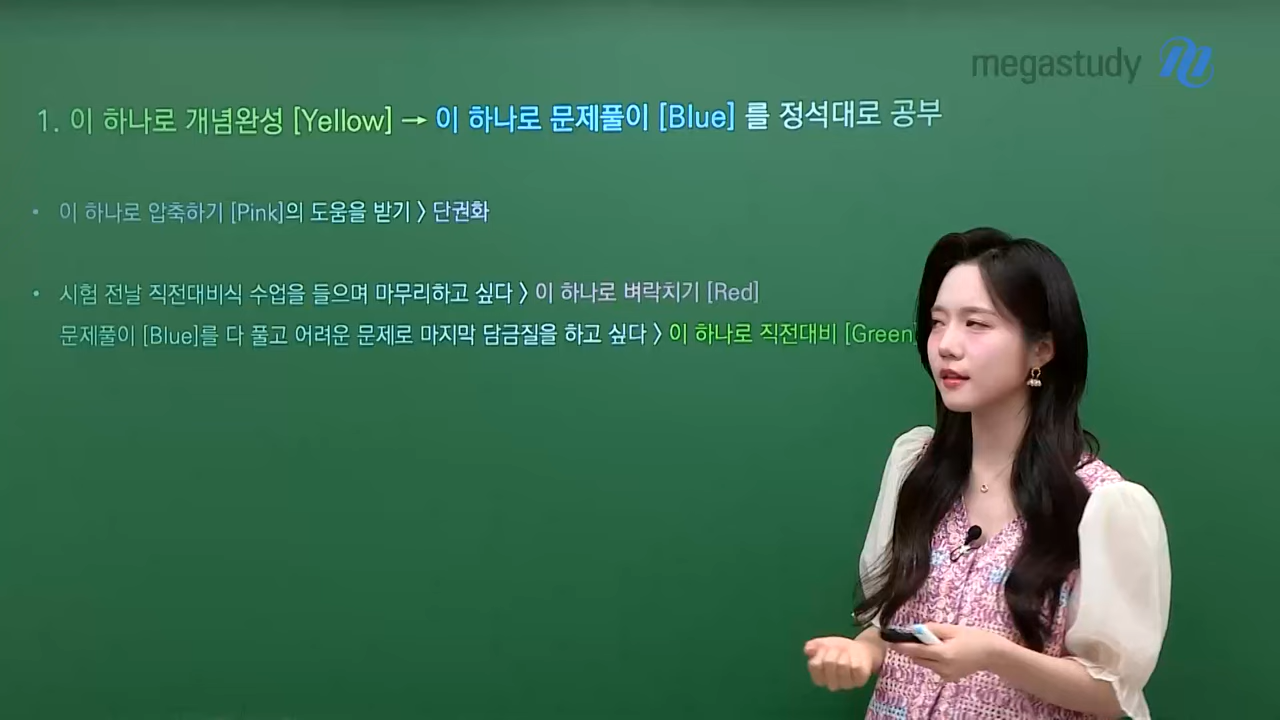 megastudy
1. 이 하나로 개념완성 [Yellow] → 이 하나로 문제풀이 [Blue] 를 정석대로 공부
• 이 하나로 압축하기 [Pink]의 도움을 받기 > 단권화
• 시험 전날 직전대비식 수업을 들으며 마무리하고 싶다 > 이 하나로 벼락치기 [Red]
문제풀이 [Blue]를 다 풀고 어려운 문제로 마지막 담금질을 하고 싶다 > 이 하나로 직전대비 [Green]